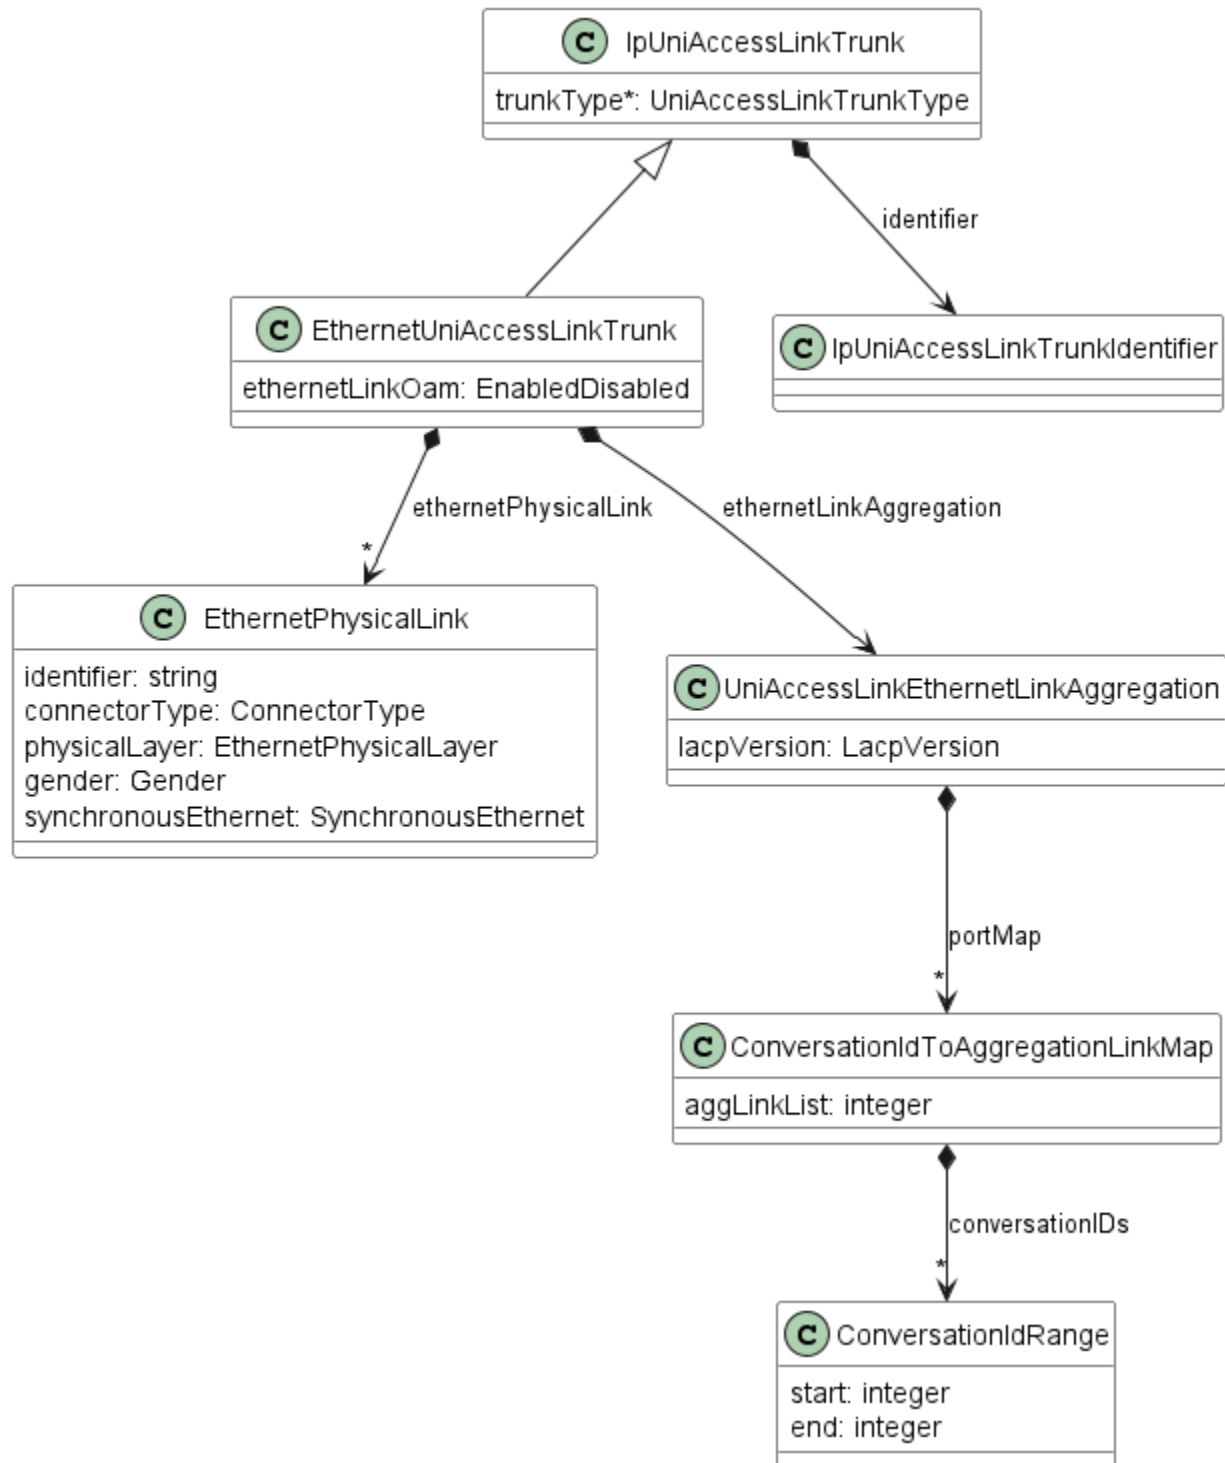 C IpUniAccessLinkTrunk
trunkType*: UniAccessLinkTrunkType
identifier
C EthernetUniAccessLinkTrunk
ethernetLinkOam: EnabledDisabled
C IpUniAccessLinkTrunkIdentifier
ethernetPhysicalLink
ethernetLinkAggregation
*
C EthernetPhysicalLink
identifier: string
connectorType: ConnectorType
physicalLayer: EthernetPhysicalLayer
gender: Gender
synchronousEthernet: SynchronousEthernet
C UniAccessLinkEthernetLinkAggregation
lacpVersion: LacpVersion
portMap
*
C ConversationIdToAggregationLinkMap
aggLinkList: integer
conversationIDs
*
C ConversationIdRange
start: integer
end: integer